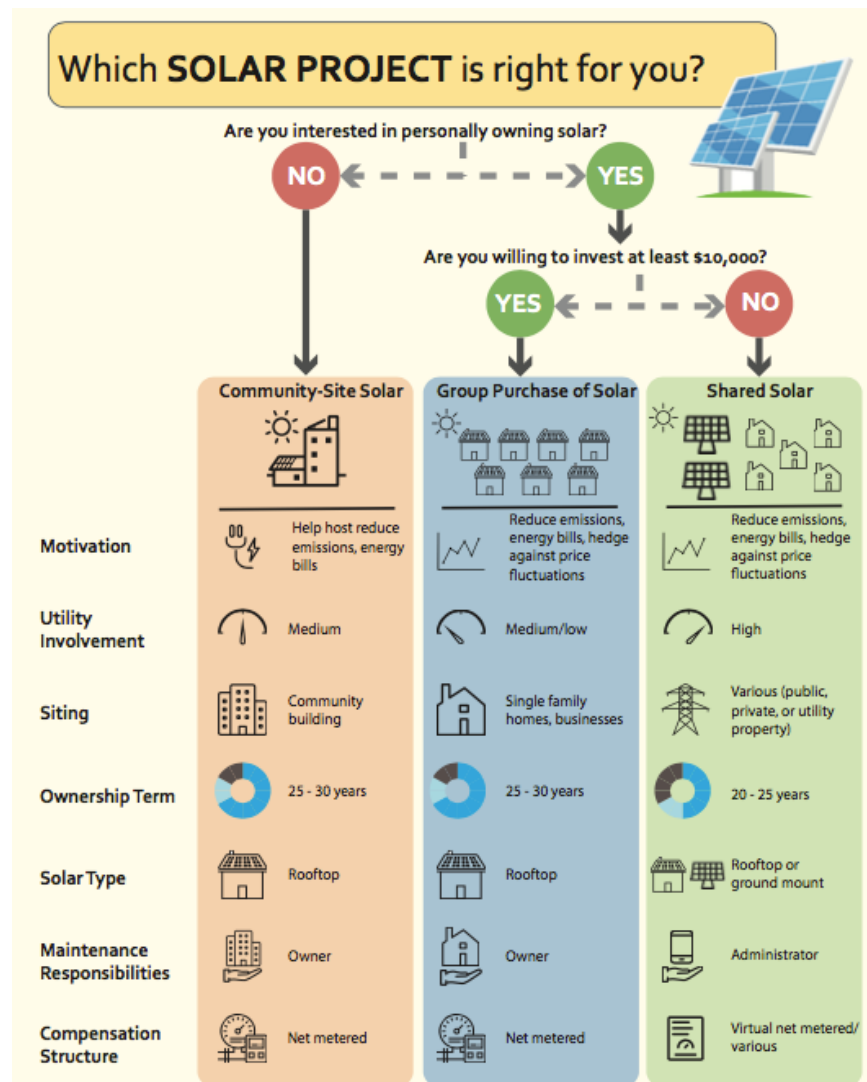 Which SOLAR PROJECT is right for you?
Are you interested in personally owning solar?
NO
YES
Are you willing to invest at least $10,000?
YES
NO
Community-Site Solar
Group Purchase of Solar
Shared Solar
Motivation
Help host reduce
emissions, energy
bills
Reduce emissions,
energy bills, hedge
against price
fluctuations
Reduce emissions,
energy bills, hedge
against price
fluctuations
Utility
Involvement
Medium
Medium/low
High
Siting
Community
building
Single family
homes, businesses
Various (public,
private, or utility
property)
Ownership Term
25 - 30 years
25 - 30 years
20 - 25 years
Solar Type
Rooftop
Rooftop
Rooftop or
ground mount
Maintenance
Responsibilities
Owner
Owner
Administrator
Compensation
Structure
Net metered
Net metered
Virtual net metered/
various